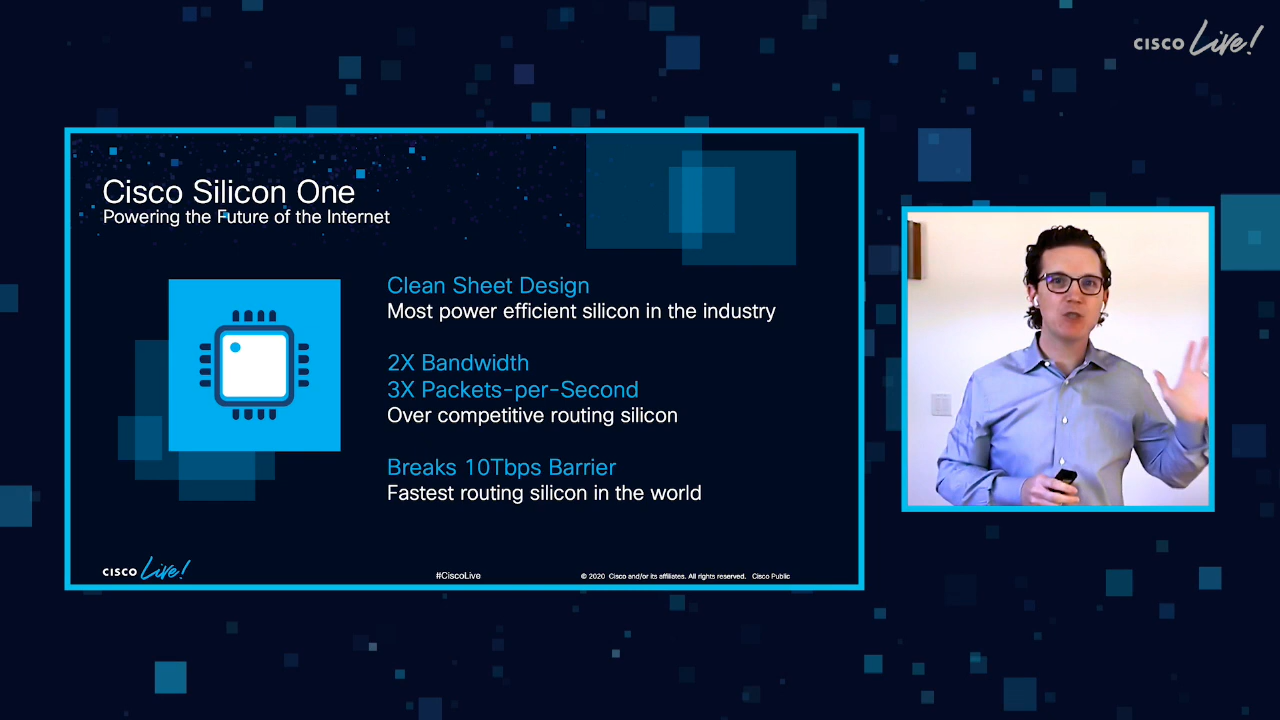 CISCO Live!
Cisco Silicon One
Powering the Future of the Internet
Clean Sheet Design
Most power efficient silicon in the industry
2X Bandwidth
3X Packets-per-Second
Over competitive routing silicon
Breaks 10Tbps Barrier
Fastest routing silicon in the world
CISCO Live!
#CiscoLive
© 2020 Cisco and/or its affiliates. All rights reserved. Cisco Public